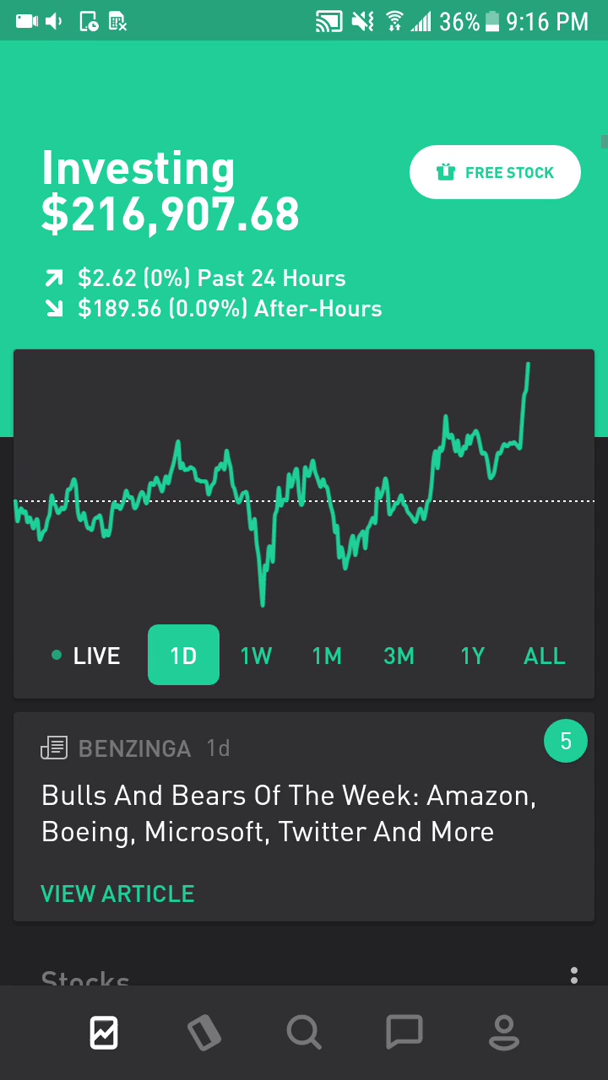 36% 9:16 PM
Investing
$216,907.68
FREE STOCK
$2.62 (0%) Past 24 Hours
$189.56 (0.09%) After-Hours
LIVE 1D 1W 1M 3M 1Y ALL
BENZINGA 1d
5
Bulls And Bears Of The Week: Amazon,
Boeing, Microsoft, Twitter And More
VIEW ARTICLE
Stocks